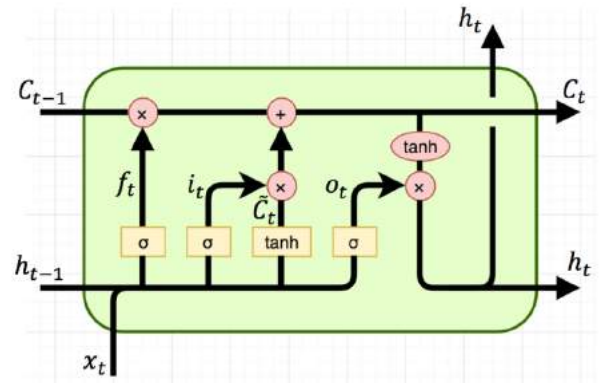 h_t
C_{t-1} × + C_t
tanh
f_t i_t × o_t ×
C̃_t
σ σ tanh σ
h_{t-1} h_t
x_t